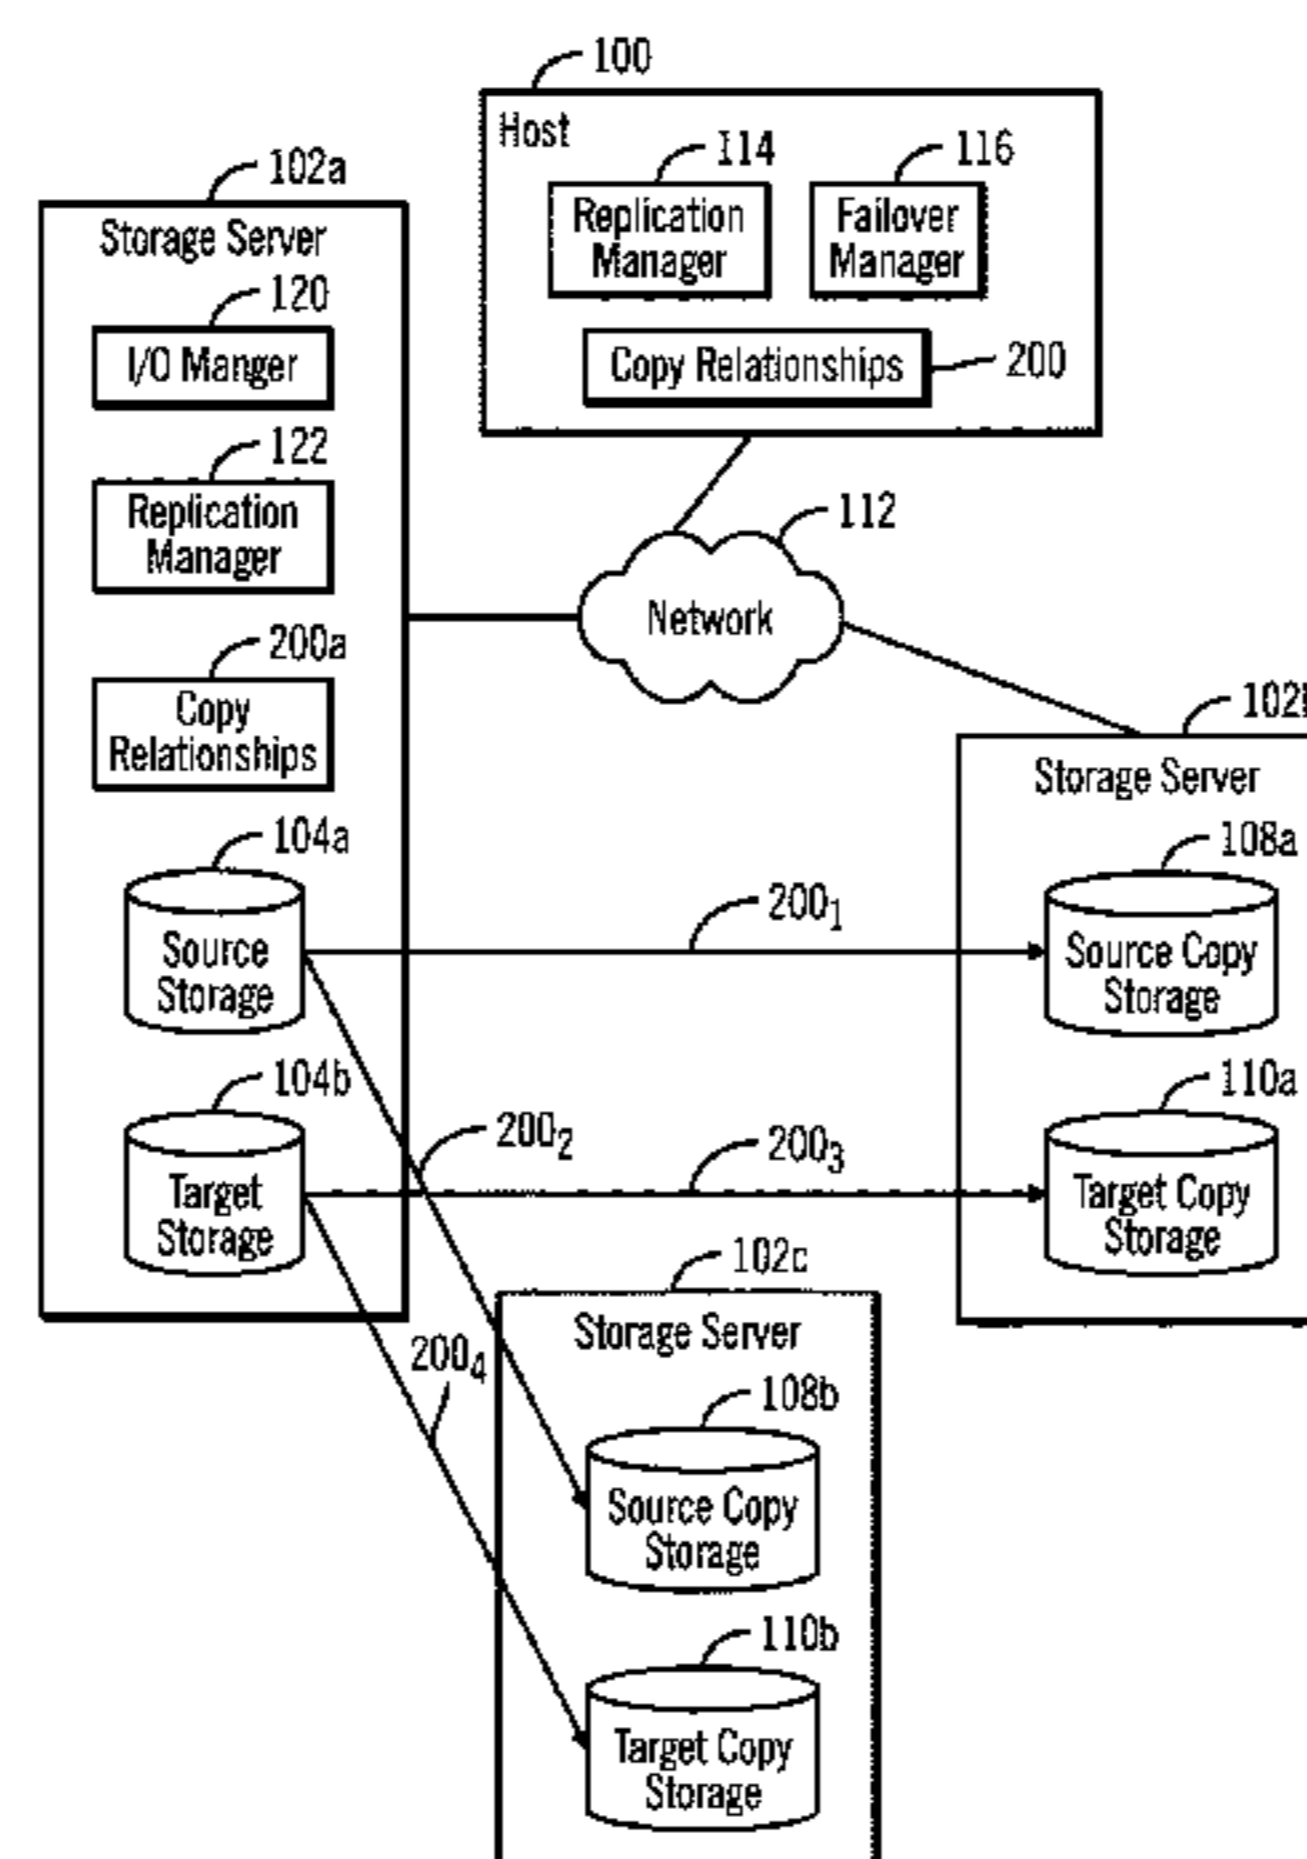 100
Host
114
116
Replication
Manager
Failover
Manager
Copy Relationships
200
102a
Storage Server
120
I/O Manger
122
Replication
Manager
200a
Copy
Relationships
112
Network
104a
Source
Storage
104b
Target
Storage
200₁
200₂
200₃
200₄
Storage Server
108a
Source Copy
Storage
110a
Target Copy
Storage
102c
Storage Server
108b
Source Copy
Storage
110b
Target Copy
Storage